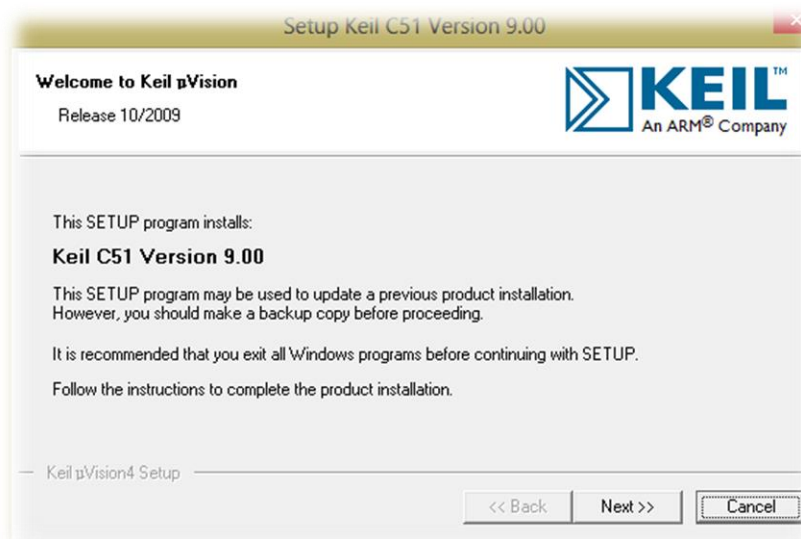 Setup Keil C51 Version 9.00
Welcome to Keil µVision
Release 10/2009
KEIL™
An ARM® Company
This SETUP program installs:
Keil C51 Version 9.00
This SETUP program may be used to update a previous product installation.
However, you should make a backup copy before proceeding.
It is recommended that you exit all Windows programs before continuing with SETUP.
Follow the instructions to complete the product installation.
Keil µVision4 Setup
<< Back
Next >>
Cancel